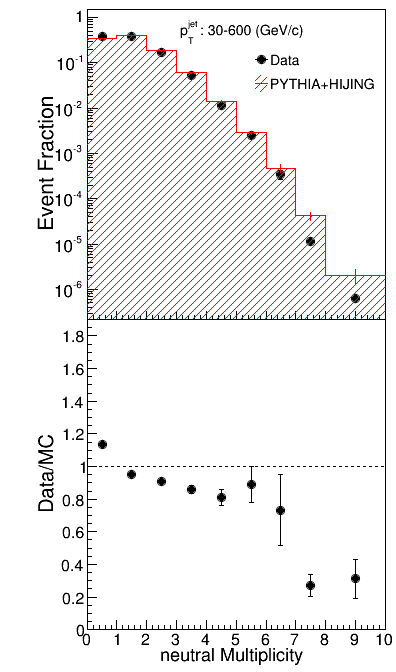 p_T^jet : 30-600 (GeV/c)
Data
PYTHIA+HIJING
Event Fraction
1
10^-1
10^-2
10^-3
10^-4
10^-5
10^-6
Data/MC
1.8
1.6
1.4
1.2
1
0.8
0.6
0.4
0.2
0
0 1 2 3 4 5 6 7 8 9 10
neutral Multiplicity